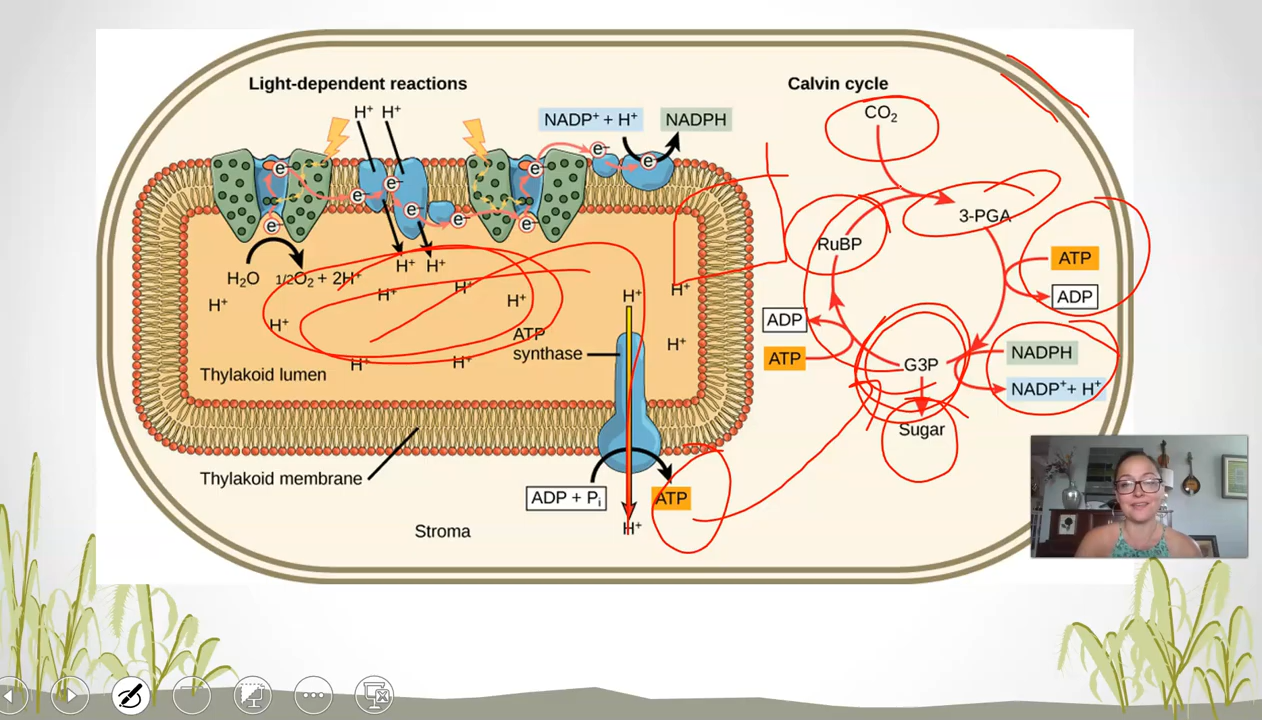 Light-dependent reactions
Calvin cycle
H⁺ H⁺
NADP⁺ + H⁺
NADPH
CO₂
e⁻
e⁻
e⁻
e⁻
e⁻
e⁻
e⁻
e⁻
e⁻
e⁻
3-PGA
RuBP
H₂O
1/2O₂ + 2H⁺
H⁺ H⁺
ATP
ADP
H⁺
H⁺
H⁺
H⁺
H⁺
H⁺
H⁺
ADP
ATP
synthase
H⁺
NADPH
ATP
H⁺
H⁺
G3P
Thylakoid lumen
NADP⁺+ H⁺
Sugar
Thylakoid membrane
ADP + Pᵢ
ATP
Stroma
H⁺